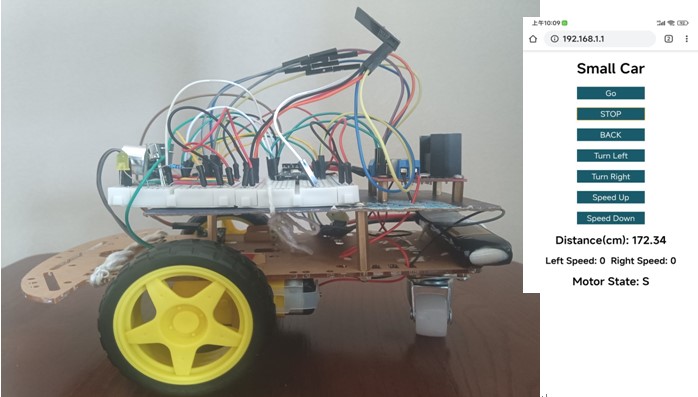 上午10:09
192.168.1.1
2
Small Car
Go
STOP
BACK
Turn Left
Turn Right
Speed Up
Speed Down
Distance(cm): 172.34
Left Speed: 0 Right Speed: 0
Motor State: S